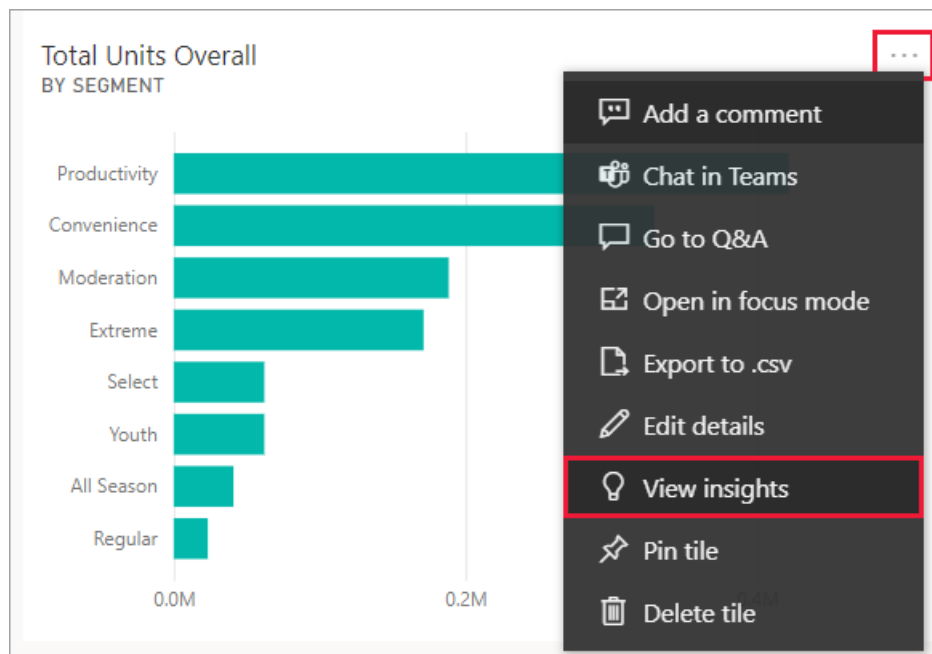 Total Units Overall
BY SEGMENT
...
Add a comment
Chat in Teams
Go to Q&A
Open in focus mode
Export to .csv
Edit details
View insights
Pin tile
Delete tile
Productivity
Convenience
Moderation
Extreme
Select
Youth
All Season
Regular
0.0M
0.2M
0.4M